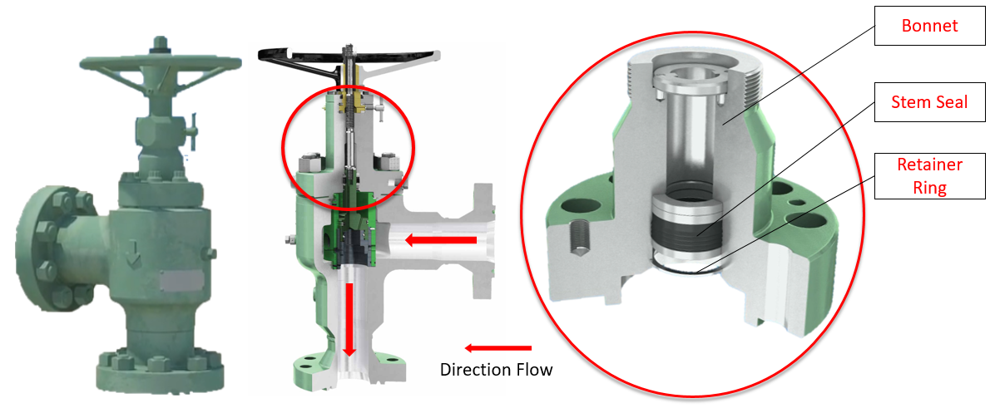 Bonnet
Stem Seal
Retainer
Ring
Direction Flow